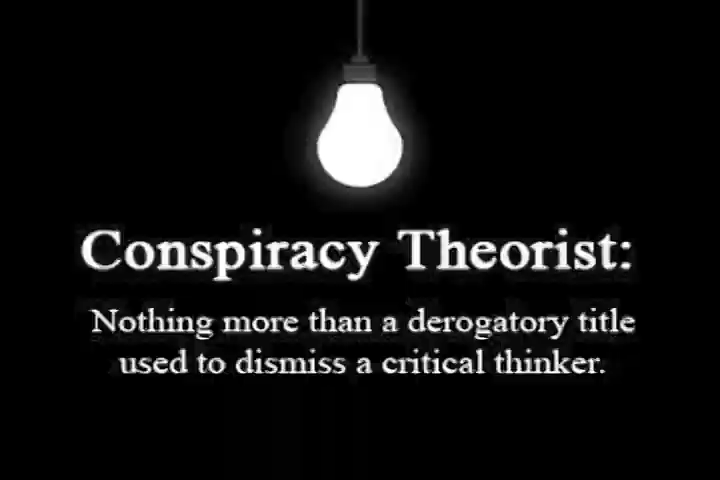 Conspiracy Theorist:
Nothing more than a derogatory title
used to dismiss a critical thinker.